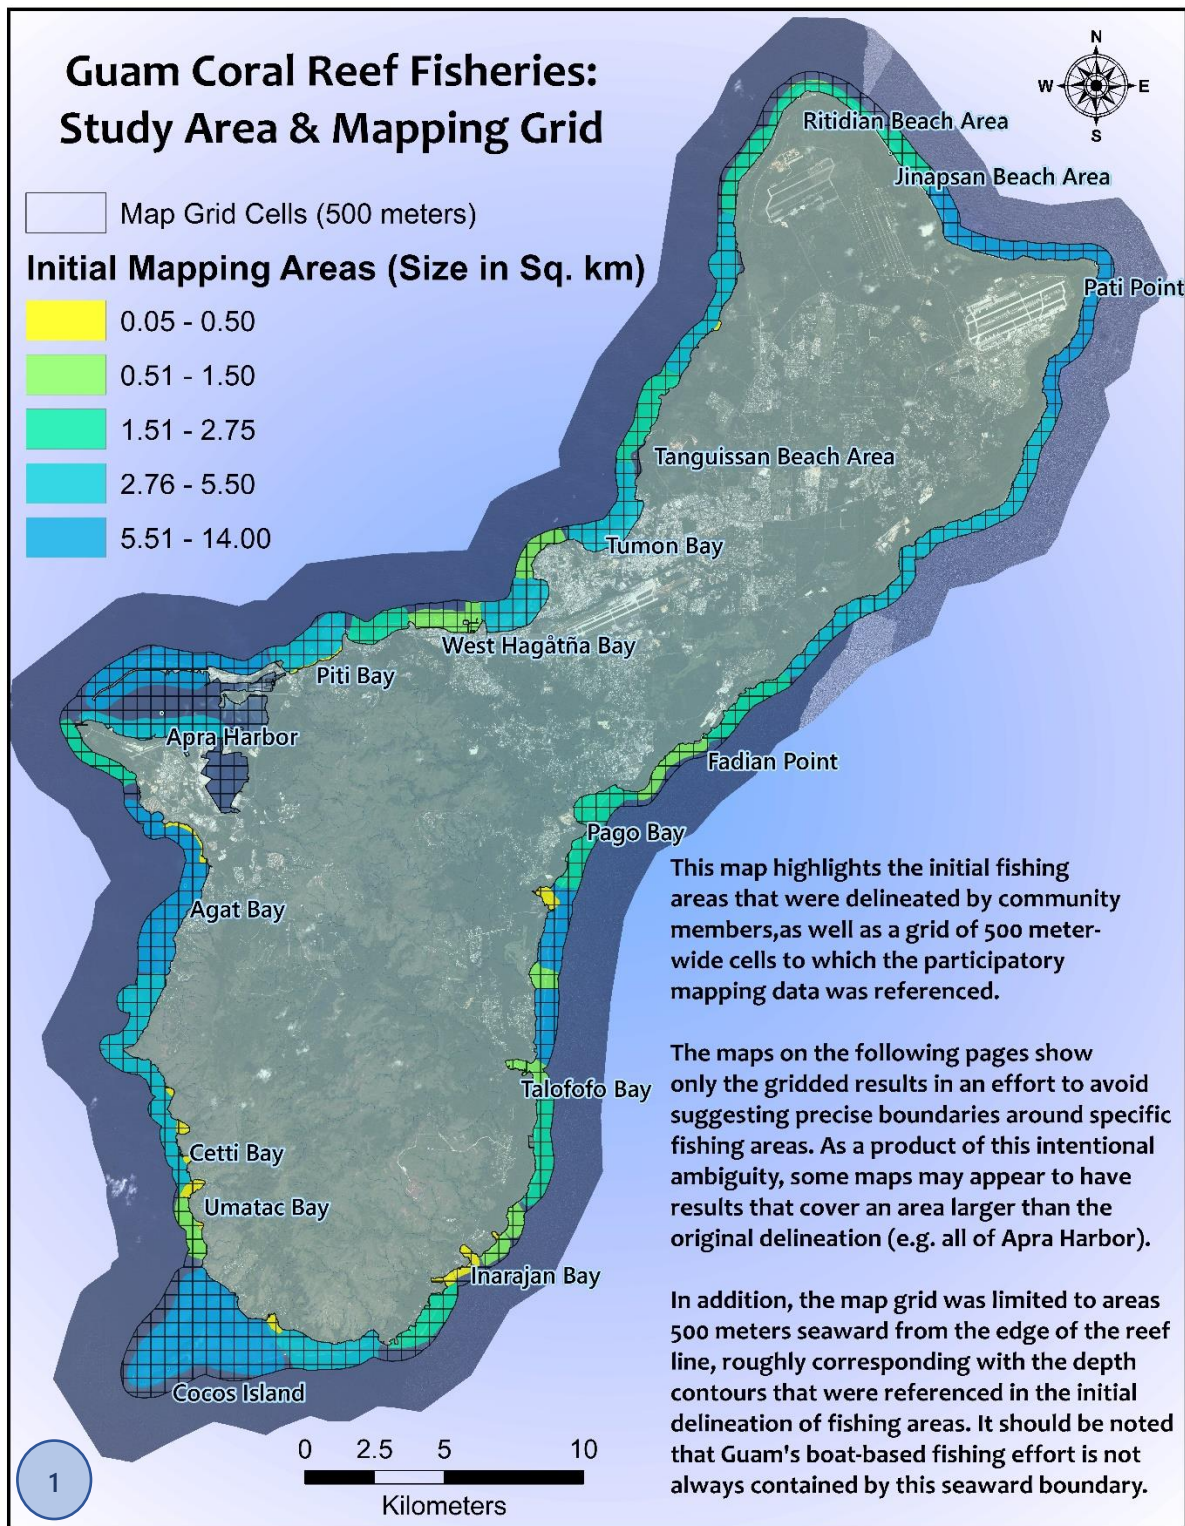 Guam Coral Reef Fisheries:
Study Area & Mapping Grid
N
W
E
S
Map Grid Cells (500 meters)
Initial Mapping Areas (Size in Sq. km)
0.05 - 0.50
0.51 - 1.50
1.51 - 2.75
2.76 - 5.50
5.51 - 14.00
Ritidian Beach Area
Jinapsan Beach Area
Pati Point
Tanguissan Beach Area
Tumon Bay
West Hagåtña Bay
Piti Bay
Apra Harbor
Fadian Point
Pago Bay
Agat Bay
Talofofo Bay
Cetti Bay
Umatac Bay
Inarajan Bay
Cocos Island
This map highlights the initial fishing
areas that were delineated by community
members,as well as a grid of 500 meter-
wide cells to which the participatory
mapping data was referenced.
The maps on the following pages show
only the gridded results in an effort to avoid
suggesting precise boundaries around specific
fishing areas. As a product of this intentional
ambiguity, some maps may appear to have
results that cover an area larger than the
original delineation (e.g. all of Apra Harbor).
In addition, the map grid was limited to areas
500 meters seaward from the edge of the reef
line, roughly corresponding with the depth
contours that were referenced in the initial
delineation of fishing areas. It should be noted
that Guam's boat-based fishing effort is not
always contained by this seaward boundary.
0 2.5 5 10
Kilometers
1